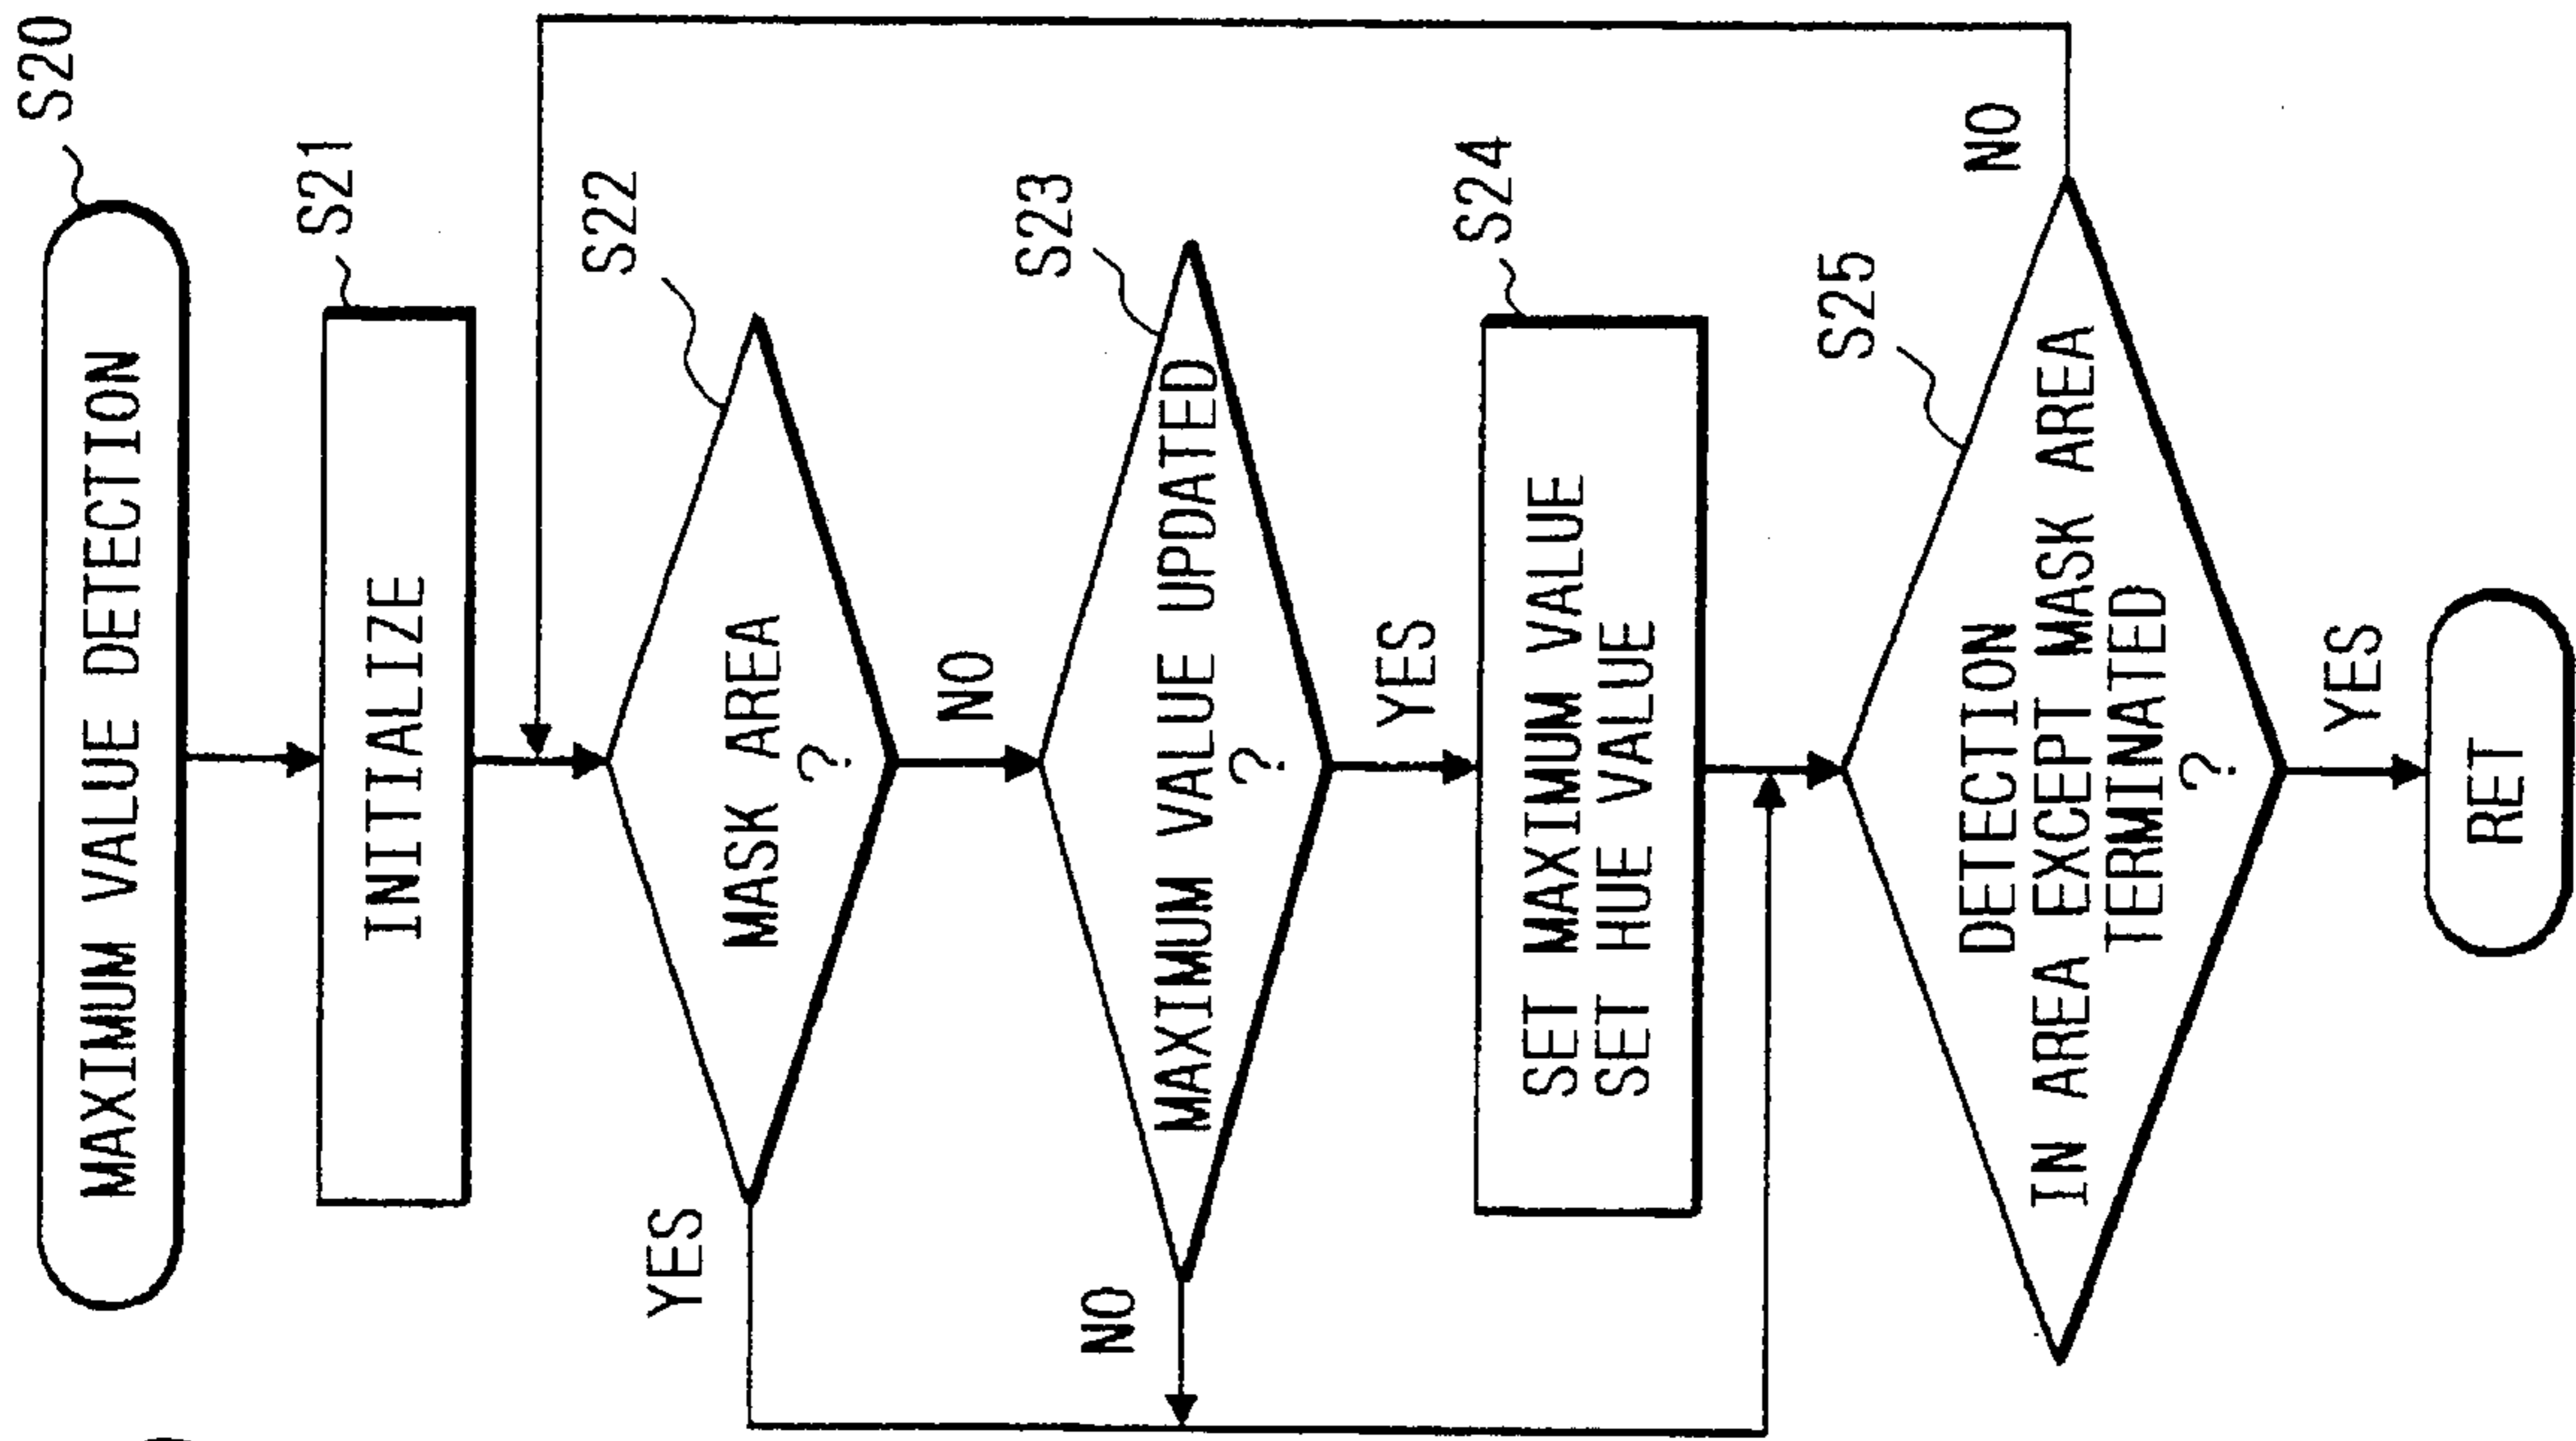 S20
MAXIMUM VALUE DETECTION
S21
INITIALIZE
S22
MASK AREA
?
YES
NO
S23
MAXIMUM VALUE UPDATED
?
NO
YES
S24
SET MAXIMUM VALUE
SET HUE VALUE
S25
DETECTION
IN AREA EXCEPT MASK AREA
TERMINATED
?
NO
YES
RET